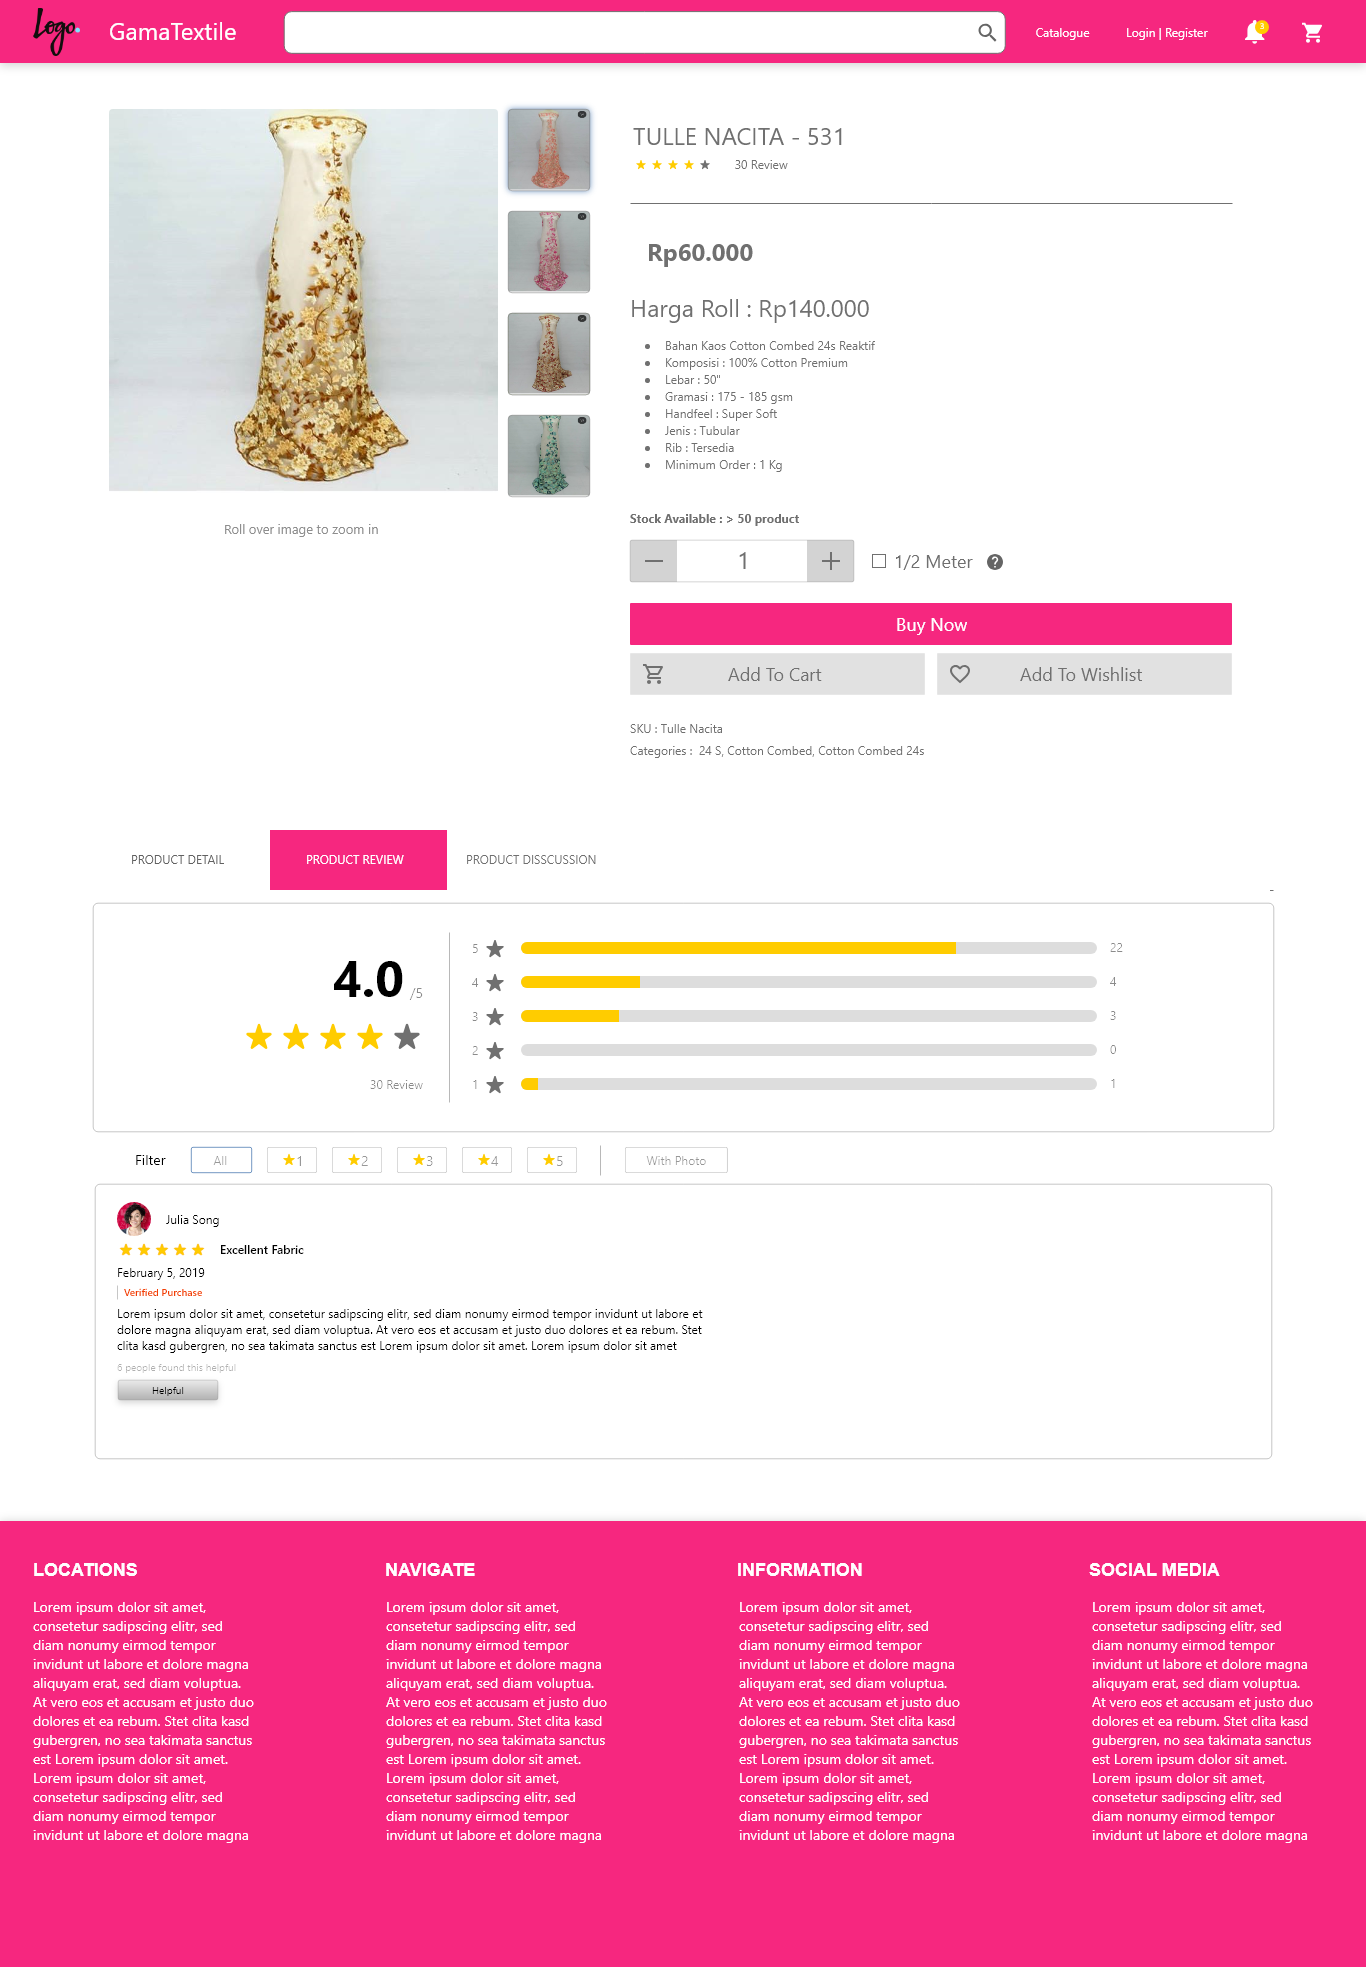 Logo.
GamaTextile
Catalogue
Login | Register
3
TULLE NACITA - 531
30 Review
Rp60.000
Harga Roll : Rp140.000
Bahan Kaos Cotton Combed 24s Reaktif
Komposisi : 100% Cotton Premium
Lebar : 50"
Gramasi : 175 - 185 gsm
Handfeel : Super Soft
Jenis : Tubular
Rib : Tersedia
Minimum Order : 1 Kg
Roll over image to zoom in
Stock Available : > 50 product
1
1/2 Meter
Buy Now
Add To Cart
Add To Wishlist
SKU : Tulle Nacita
Categories : 24 S, Cotton Combed, Cotton Combed 24s
PRODUCT DETAIL
PRODUCT REVIEW
PRODUCT DISSCUSSION
-
4.0 /5
30 Review
5 22
4 4
3 3
2 0
1 1
Filter
All
1
2
3
4
5
With Photo
Julia Song
Excellent Fabric
February 5, 2019
Verified Purchase
Lorem ipsum dolor sit amet, consetetur sadipscing elitr, sed diam nonumy eirmod tempor invidunt ut labore et
dolore magna aliquyam erat, sed diam voluptua. At vero eos et accusam et justo duo dolores et ea rebum. Stet
clita kasd gubergren, no sea takimata sanctus est Lorem ipsum dolor sit amet. Lorem ipsum dolor sit amet
6 people found this helpful
Helpful
LOCATIONS
Lorem ipsum dolor sit amet,
consetetur sadipscing elitr, sed
diam nonumy eirmod tempor
invidunt ut labore et dolore magna
aliquyam erat, sed diam voluptua.
At vero eos et accusam et justo duo
dolores et ea rebum. Stet clita kasd
gubergren, no sea takimata sanctus
est Lorem ipsum dolor sit amet.
Lorem ipsum dolor sit amet,
consetetur sadipscing elitr, sed
diam nonumy eirmod tempor
invidunt ut labore et dolore magna
NAVIGATE
Lorem ipsum dolor sit amet,
consetetur sadipscing elitr, sed
diam nonumy eirmod tempor
invidunt ut labore et dolore magna
aliquyam erat, sed diam voluptua.
At vero eos et accusam et justo duo
dolores et ea rebum. Stet clita kasd
gubergren, no sea takimata sanctus
est Lorem ipsum dolor sit amet.
Lorem ipsum dolor sit amet,
consetetur sadipscing elitr, sed
diam nonumy eirmod tempor
invidunt ut labore et dolore magna
INFORMATION
Lorem ipsum dolor sit amet,
consetetur sadipscing elitr, sed
diam nonumy eirmod tempor
invidunt ut labore et dolore magna
aliquyam erat, sed diam voluptua.
At vero eos et accusam et justo duo
dolores et ea rebum. Stet clita kasd
gubergren, no sea takimata sanctus
est Lorem ipsum dolor sit amet.
Lorem ipsum dolor sit amet,
consetetur sadipscing elitr, sed
diam nonumy eirmod tempor
invidunt ut labore et dolore magna
SOCIAL MEDIA
Lorem ipsum dolor sit amet,
consetetur sadipscing elitr, sed
diam nonumy eirmod tempor
invidunt ut labore et dolore magna
aliquyam erat, sed diam voluptua.
At vero eos et accusam et justo duo
dolores et ea rebum. Stet clita kasd
gubergren, no sea takimata sanctus
est Lorem ipsum dolor sit amet.
Lorem ipsum dolor sit amet,
consetetur sadipscing elitr, sed
diam nonumy eirmod tempor
invidunt ut labore et dolore magna